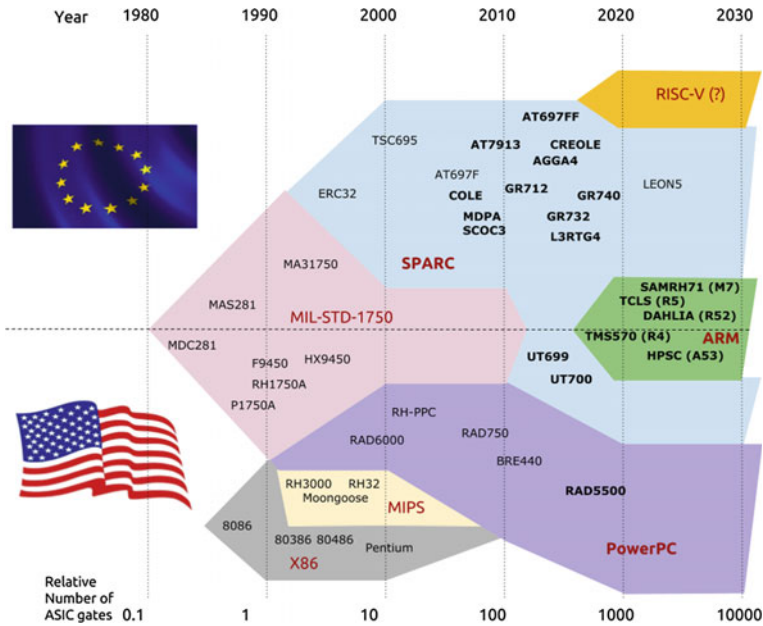 Year 1980 1990 2000 2010 2020 2030
RISC-V (?)
AT697FF
TSC695
AT7913 CREOLE
AGGA4
AT697F
LEON5
ERC32
COLE GR712 GR740
MDPA GR732
SCOC3
L3RTG4
MA31750
SPARC
SAMRH71 (M7)
TCLS (R5)
MAS281
DAHLIA (R52)
MIL-STD-1750
TMS570 (R4)
ARM
MDC281
F9450 HX9450
UT699
HPSC (A53)
RH1750A
UT700
P1750A
RH-PPC
RAD6000
RAD750
BRE440
RH3000 RH32
Moongoose
RAD5500
MIPS
8086
80386 80486
Pentium
X86
PowerPC
Relative
Number of
ASIC gates 0.1 1 10 100 1000 10000